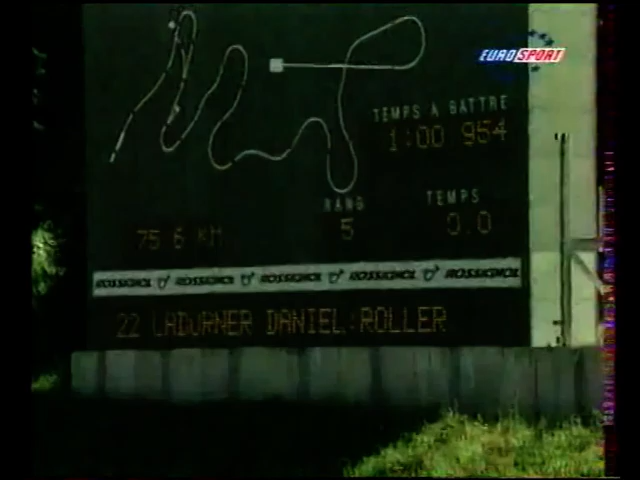 EUROSPORT
TEMPS A BATTRE
1:00 954
RANG TEMPS
5 0.0
75.6 KM
ROSSIGNOL ROSSIGNOL ROSSIGNOL ROSSIGNOL ROSSIGNOL
22 LADURNER DANIEL:ROLLER